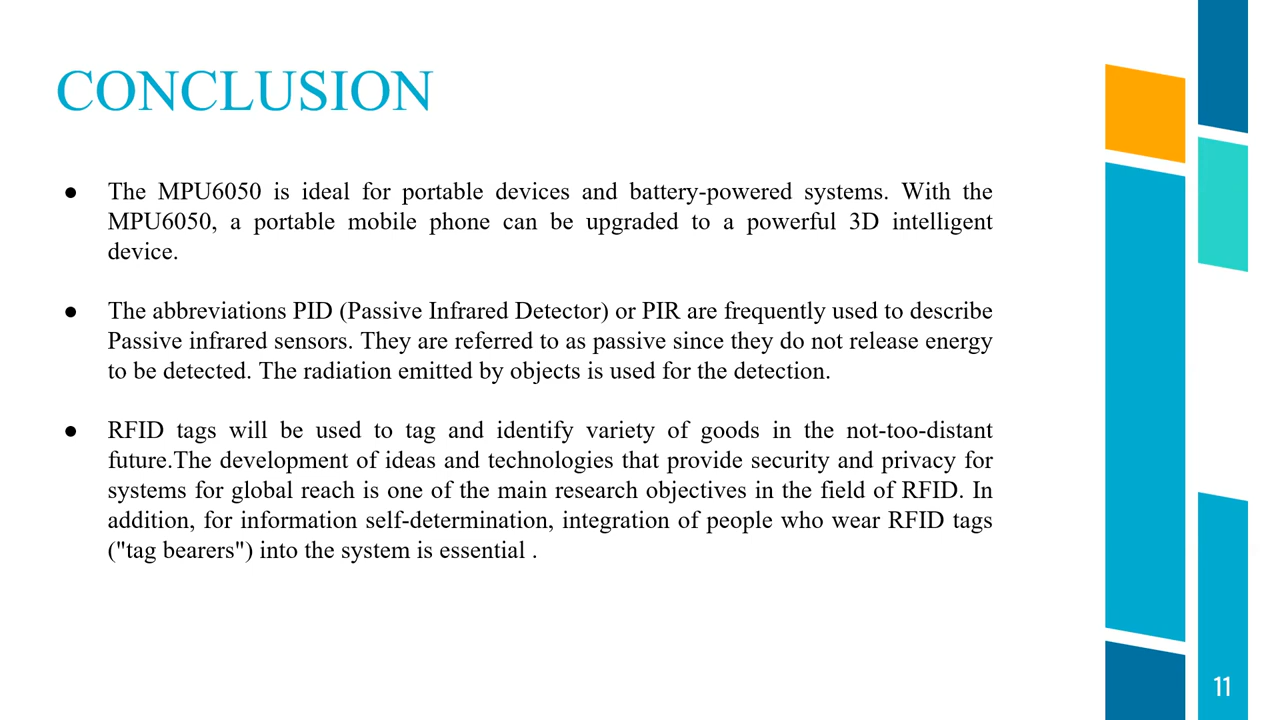 CONCLUSION
● The MPU6050 is ideal for portable devices and battery-powered systems. With the
MPU6050, a portable mobile phone can be upgraded to a powerful 3D intelligent
device.
● The abbreviations PID (Passive Infrared Detector) or PIR are frequently used to describe
Passive infrared sensors. They are referred to as passive since they do not release energy
to be detected. The radiation emitted by objects is used for the detection.
● RFID tags will be used to tag and identify variety of goods in the not-too-distant
future.The development of ideas and technologies that provide security and privacy for
systems for global reach is one of the main research objectives in the field of RFID. In
addition, for information self-determination, integration of people who wear RFID tags
("tag bearers") into the system is essential .
11